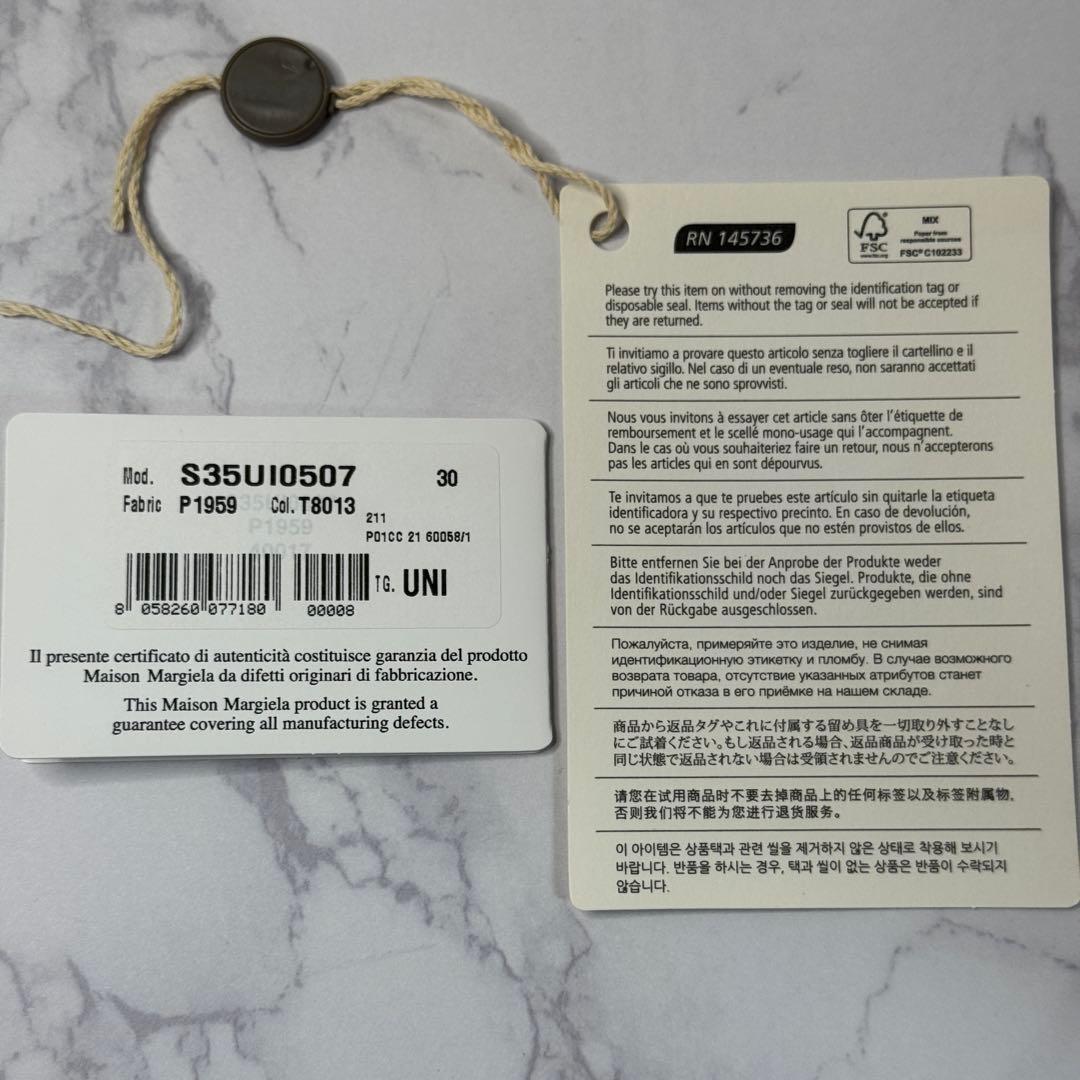 Mod. S35UI0507 30
Fabric P1959 Col. T8013
211
P01CC 21 60058/1
TG. UNI
8 058260 077180 00008
Il presente certificato di autenticità costituisce garanzia del prodotto
Maison Margiela da difetti originari di fabbricazione.
This Maison Margiela product is granted a
guarantee covering all manufacturing defects.
RN 145736
FSC
www.fsc.org
MIX
Paper from
responsible sources
FSC® C102233
Please try this item on without removing the identification tag or
disposable seal. Items without the tag or seal will not be accepted if
they are returned.
Ti invitiamo a provare questo articolo senza togliere il cartellino e il
relativo sigillo. Nel caso di un eventuale reso, non saranno accettati
gli articoli che ne sono sprovvisti.
Nous vous invitons à essayer cet article sans ôter l'étiquette de
remboursement et le scellé mono-usage qui l'accompagnent.
Dans le cas où vous souhaiteriez faire un retour, nous n'accepterons
pas les articles qui en sont dépourvus.
Te invitamos a que te pruebes este artículo sin quitarle la etiqueta
identificadora y su respectivo precinto. En caso de devolución,
no se aceptarán los artículos que no estén provistos de ellos.
Bitte entfernen Sie bei der Anprobe der Produkte weder
das Identifikationsschild noch das Siegel. Produkte, die ohne
Identifikationsschild und/oder Siegel zurückgegeben werden, sind
von der Rückgabe ausgeschlossen.
Пожалуйста, примеряйте это изделие, не снимая
идентификационную этикетку и пломбу. В случае возможного
возврата товара, отсутствие указанных атрибутов станет
причиной отказа в его приёмке на нашем складе.
商品から返品タグやこれに付属する留め具を一切取り外すことなし
にご試着ください。もし返品される場合、返品商品が受け取った時と
同じ状態で返品されない場合は受領されませんのでご注意ください。
请您在试用商品时不要去掉商品上的任何标签以及标签附属物,
否则我们将不能为您进行退货服务。
이 아이템은 상품택과 관련 씰을 제거하지 않은 상태로 착용해 보시기
바랍니다. 반품을 하시는 경우, 택과 씰이 없는 상품은 반품이 수락되지
않습니다.